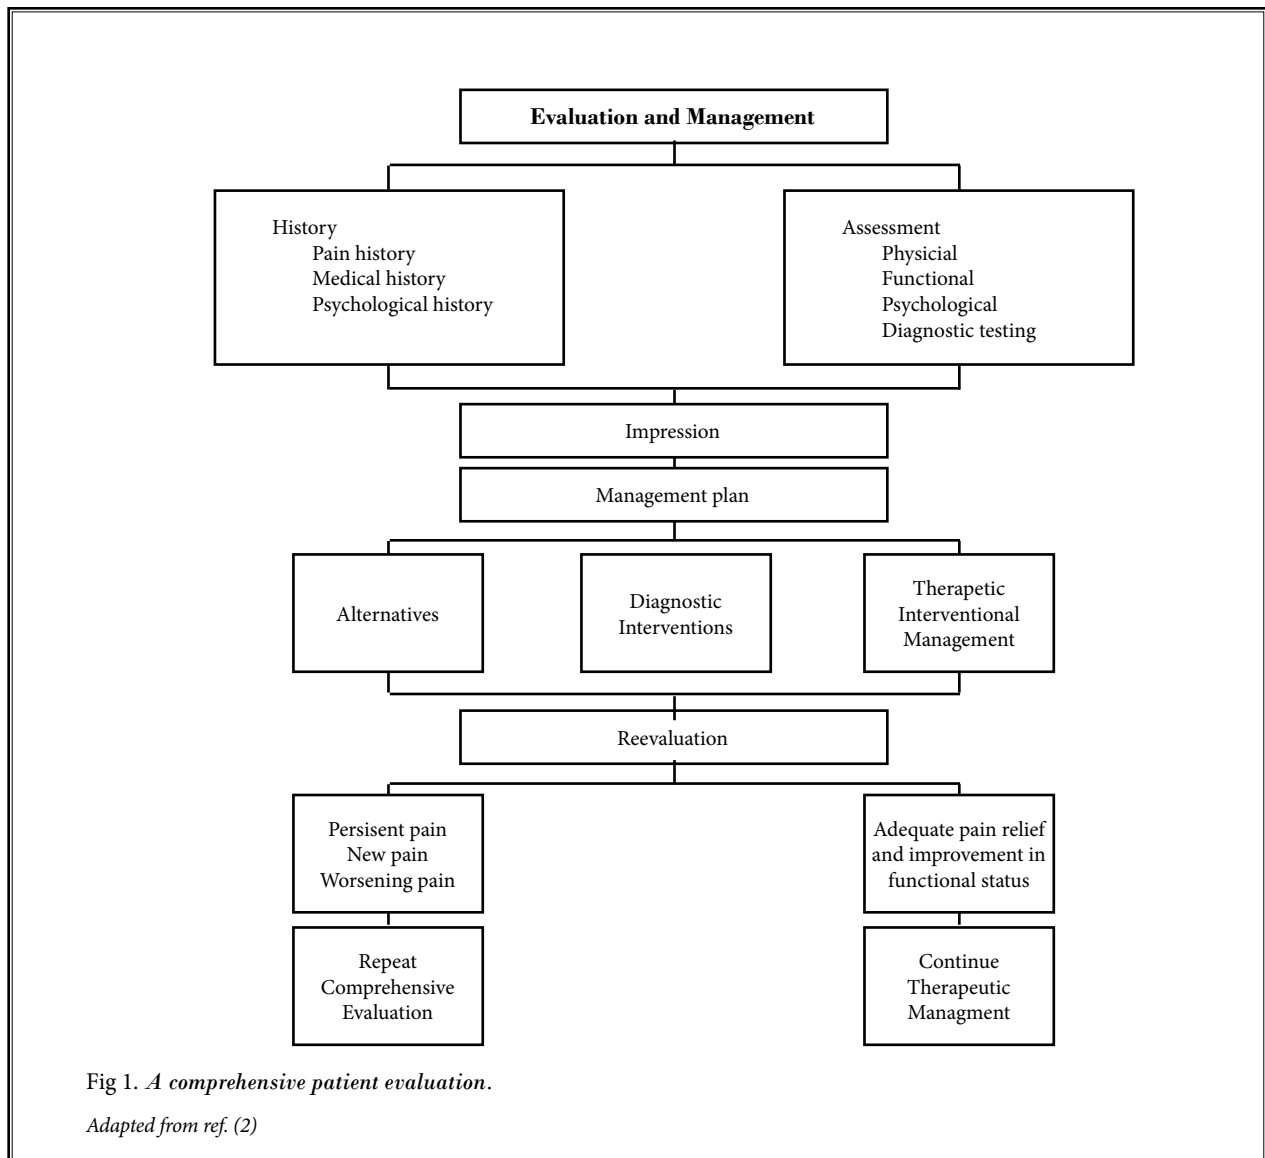 Evaluation and Management
History
Pain history
Medical history
Psychological history
Assessment
Physicial
Functional
Psychological
Diagnostic testing
Impression
Management plan
Alternatives
Diagnostic
Interventions
Therapetic
Interventional
Management
Reevaluation
Persisent pain
New pain
Worsening pain
Adequate pain relief
and improvement in
functional status
Repeat
Comprehensive
Evaluation
Continue
Therapeutic
Managment
Fig 1. A comprehensive patient evaluation.
Adapted from ref. (2)